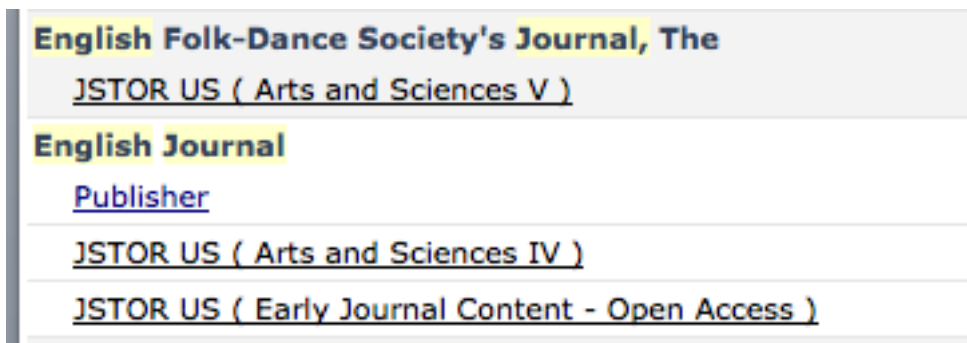 English Folk-Dance Society's Journal, The
JSTOR US ( Arts and Sciences V )
English Journal
Publisher
JSTOR US ( Arts and Sciences IV )
JSTOR US ( Early Journal Content - Open Access )